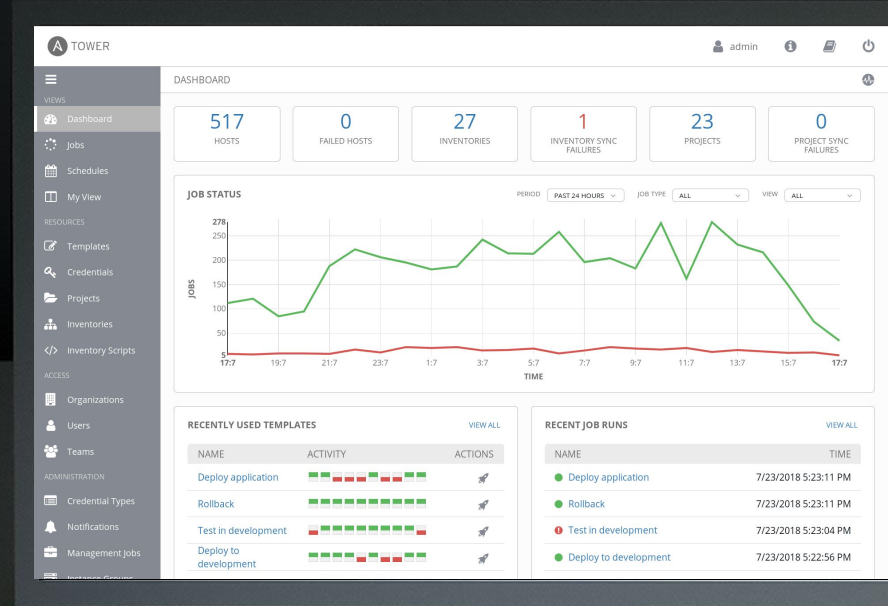 A TOWER
admin
DASHBOARD
VIEWS
Dashboard
Jobs
Schedules
My View
RESOURCES
Templates
Credentials
Projects
Inventories
</> Inventory Scripts
ACCESS
Organizations
Users
Teams
ADMINISTRATION
Credential Types
Notifications
Management Jobs
Instance Groups
517
HOSTS
0
FAILED HOSTS
27
INVENTORIES
1
INVENTORY SYNC
FAILURES
23
PROJECTS
0
PROJECT SYNC
FAILURES
JOB STATUS
PERIOD PAST 24 HOURS JOB TYPE ALL VIEW ALL
278
250
200
150
100
50
5
JOBS
17:7 19:7 21:7 23:7 1:7 3:7 5:7 7:7 9:7 11:7 13:7 15:7 17:7
TIME
RECENTLY USED TEMPLATES VIEW ALL
NAME ACTIVITY ACTIONS
Deploy application
Rollback
Test in development
Deploy to
development
RECENT JOB RUNS VIEW ALL
NAME TIME
Deploy application 7/23/2018 5:23:11 PM
Rollback 7/23/2018 5:23:11 PM
Test in development 7/23/2018 5:23:04 PM
Deploy to development 7/23/2018 5:22:56 PM